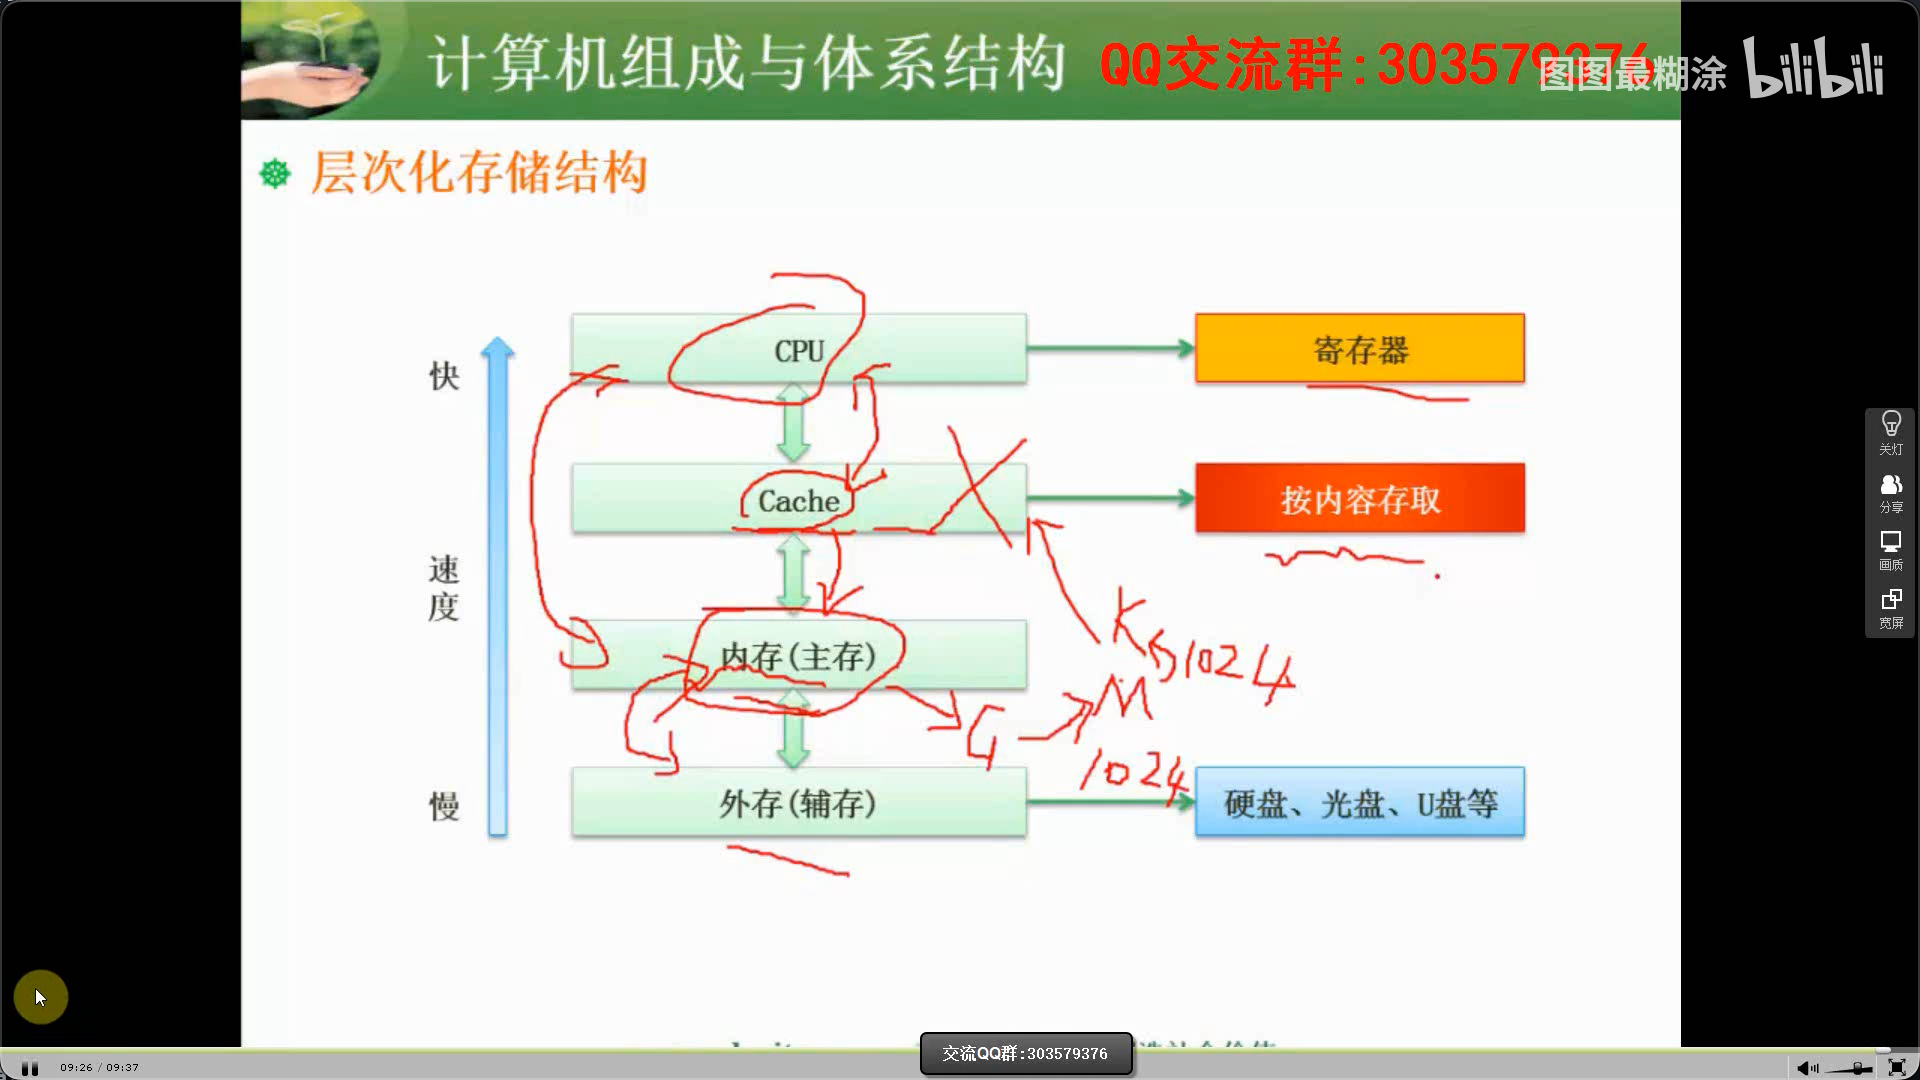 计算机组成与体系结构
QQ交流群:303579376
图图最糊涂
bilibili
层次化存储结构
快
速度
慢
CPU
寄存器
Cache
按内容存取
内存(主存)
外存(辅存)
硬盘、光盘、U盘等
K
1024
G
M
1024
关灯
分享
画质
宽屏
交流QQ群:303579376
09:26 / 09:37